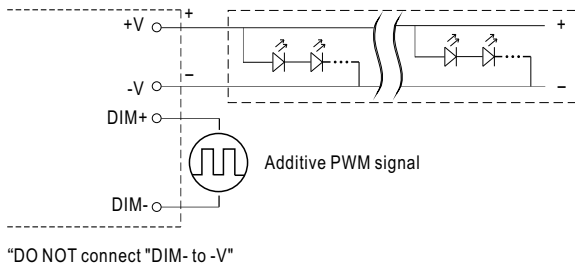 +V + +
-V − −
DIM+
Additive PWM signal
DIM-
“DO NOT connect "DIM- to -V"